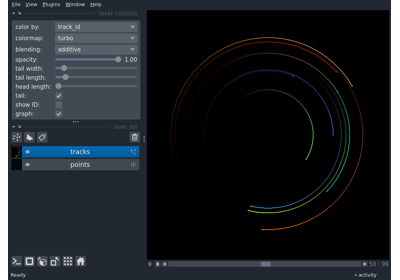 File View Plugins Window Help
layer controls
color by: track_id
colormap: turbo
blending: additive
opacity: 1.00
tail width:
tail length:
head length:
tail:
show ID:
graph:
layer list
tracks
points
50 99
Ready
activity